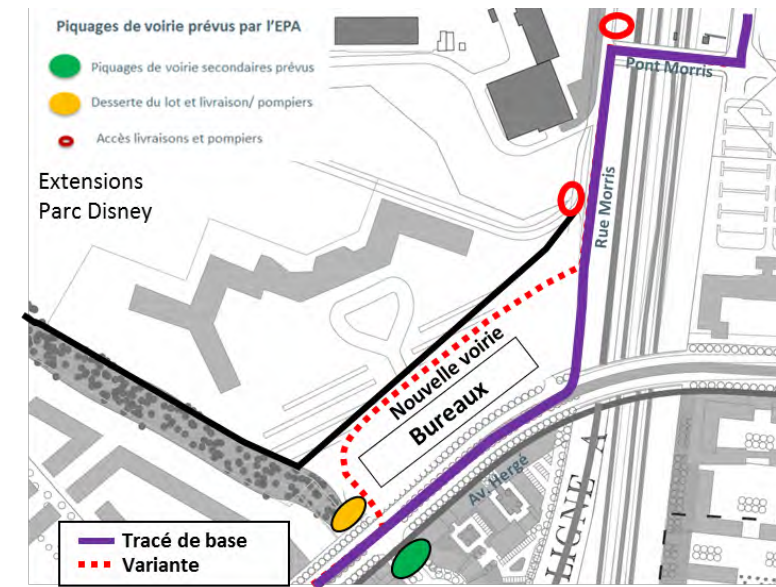 Piquages de voirie prévus par l'EPA
Piquages de voirie secondaires prévus
Desserte du lot et livraison/ pompiers
Accès livraisons et pompiers
Pont Morris
Extensions
Parc Disney
Rue Morris
Nouvelle voirie
Bureaux
Av. Hergé
LIGNE A
Tracé de base
Variante